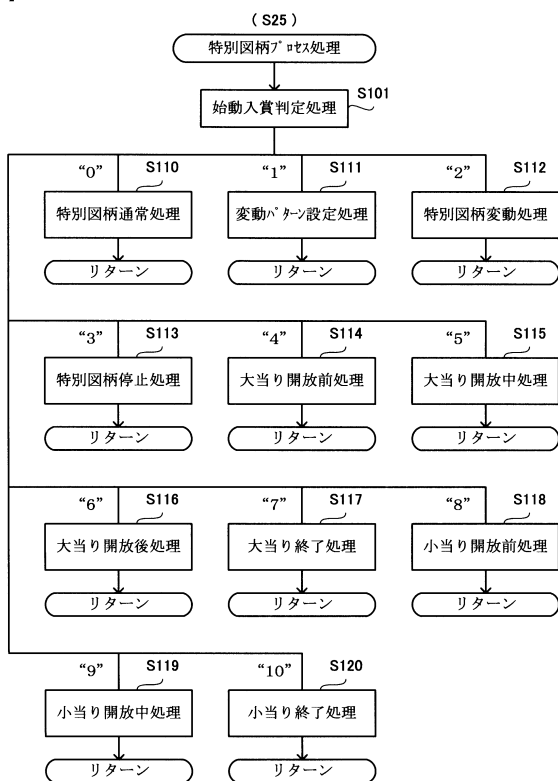 (S25)
特別図柄プロセス処理
S101
始動入賞判定処理
“0” S110 “1” S111 “2” S112
特別図柄通常処理 変動パターン設定処理 特別図柄変動処理
リターン リターン リターン
“3” S113 “4” S114 “5” S115
特別図柄停止処理 大当り開放前処理 大当り開放中処理
リターン リターン リターン
“6” S116 “7” S117 “8” S118
大当り開放後処理 大当り終了処理 小当り開放前処理
リターン リターン リターン
“9” S119 “10” S120
小当り開放中処理 小当り終了処理
リターン リターン